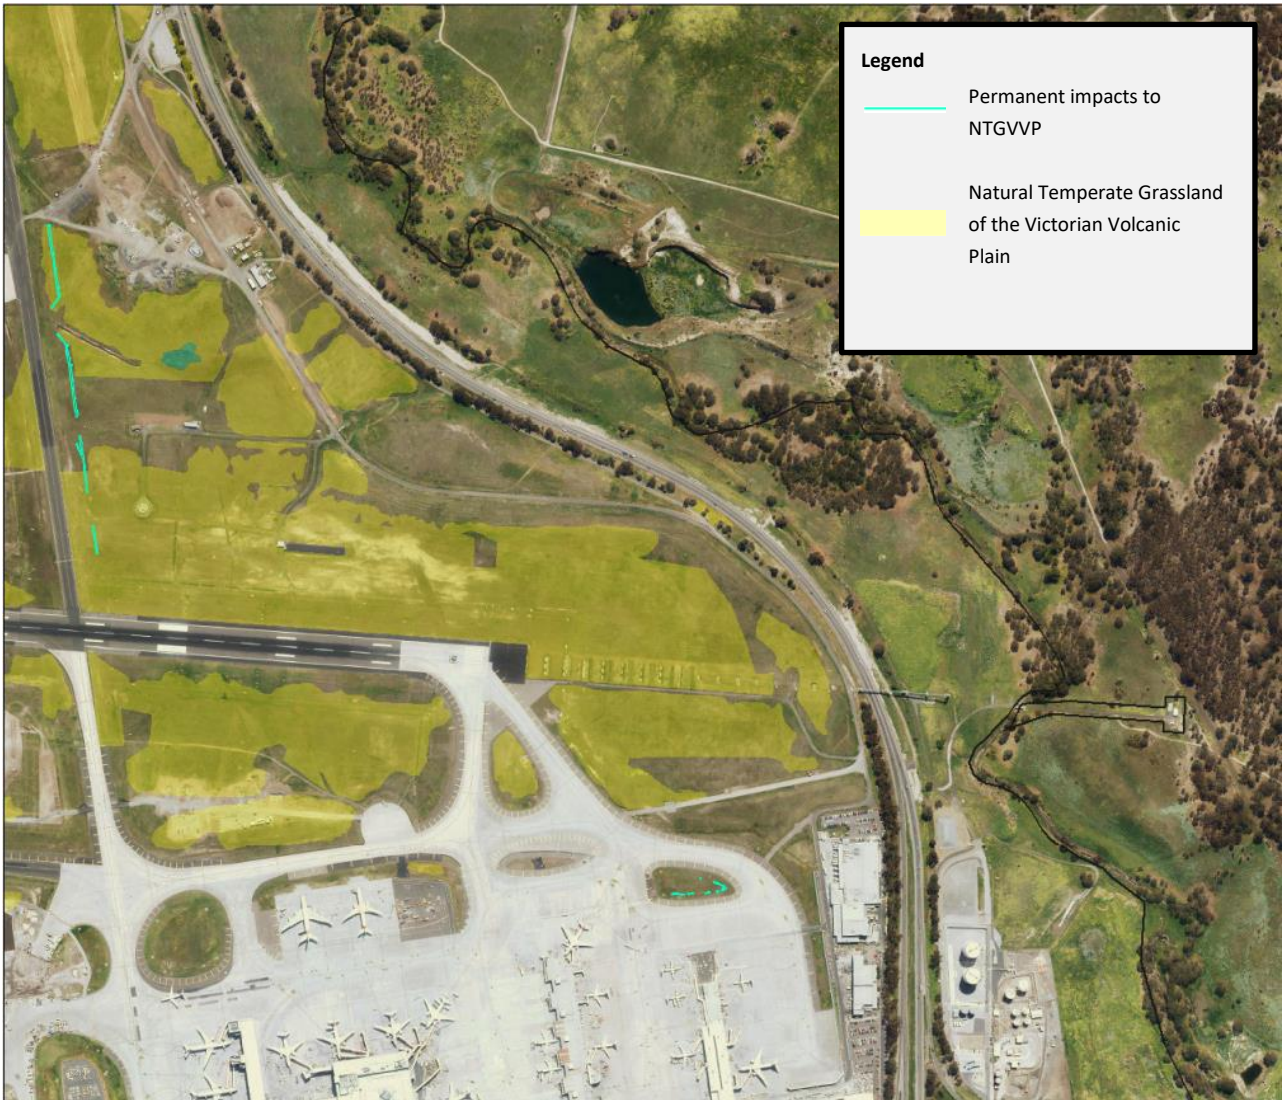 Legend
Permanent impacts to
NTGVVP
Natural Temperate Grassland
of the Victorian Volcanic
Plain